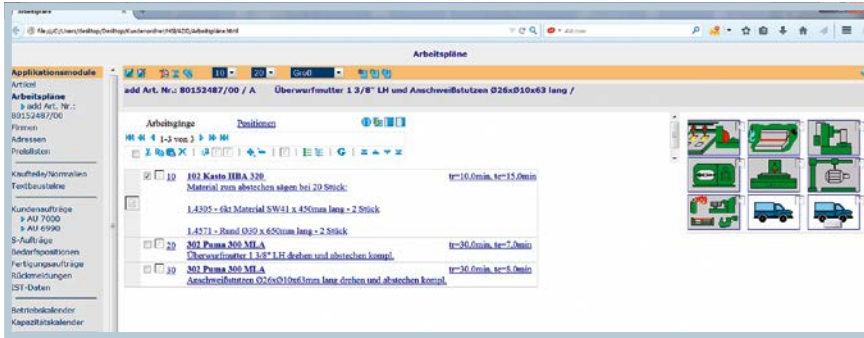 Arbeitspläne
Arbeitspläne
Applikationsmodule
Artikel
Arbeitspläne
add Art. Nr.:
80152487/00
Firmen
Adressen
Preislisten
Kaufteile/Normalien
Textbausteine
Kundenaufträge
AU 7000
AU 6990
S-Aufträge
Bedarfspositionen
Fertigungsaufträge
Rückmeldungen
IST-Daten
Betriebskalender
Kapazitätskalender
10 20 Groß
add Art. Nr.: 80152487/00 / A Überwurfmutter 1 3/8" LH und Anschweißstutzen Ø26xØ10x63 lang /
Arbeitsgänge Positionen
1-3 von 3
10 102 Kasto HBA 320 tr=10,0min, te=15,0min
Material zum abstechen sägen bei 20 Stück:
1.4305 - 6kt Material SW41 x 450mm lang - 2 Stück
1.4571 - Rund Ø30 x 650mm lang - 2 Stück
20 302 Puma 300 MLA tr=30,0min, te=7,0min
Überwurfmutter 1 3/8" LH drehen und abstechen kompl.
30 302 Puma 300 MLA tr=30,0min, te=8,0min
Anschweißstutzen Ø26xØ10x63mm lang drehen und abstechen kompl.